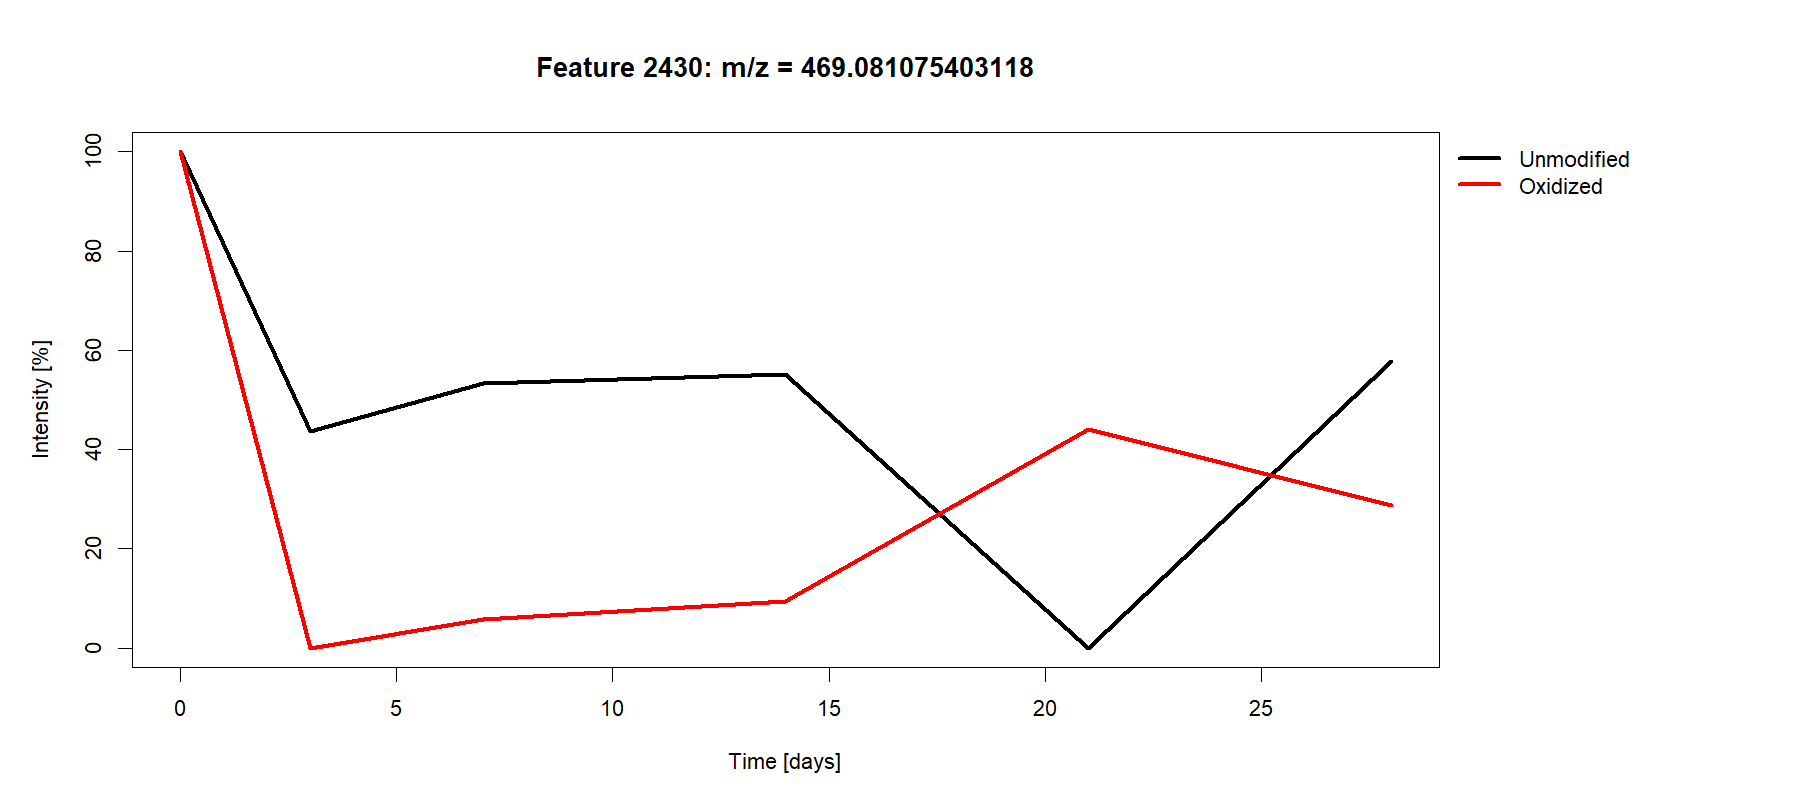 Feature 2430: m/z = 469.081075403118
Unmodified
Oxidized
Intensity [%]
100
80
60
40
20
0
0 5 10 15 20 25
Time [days]